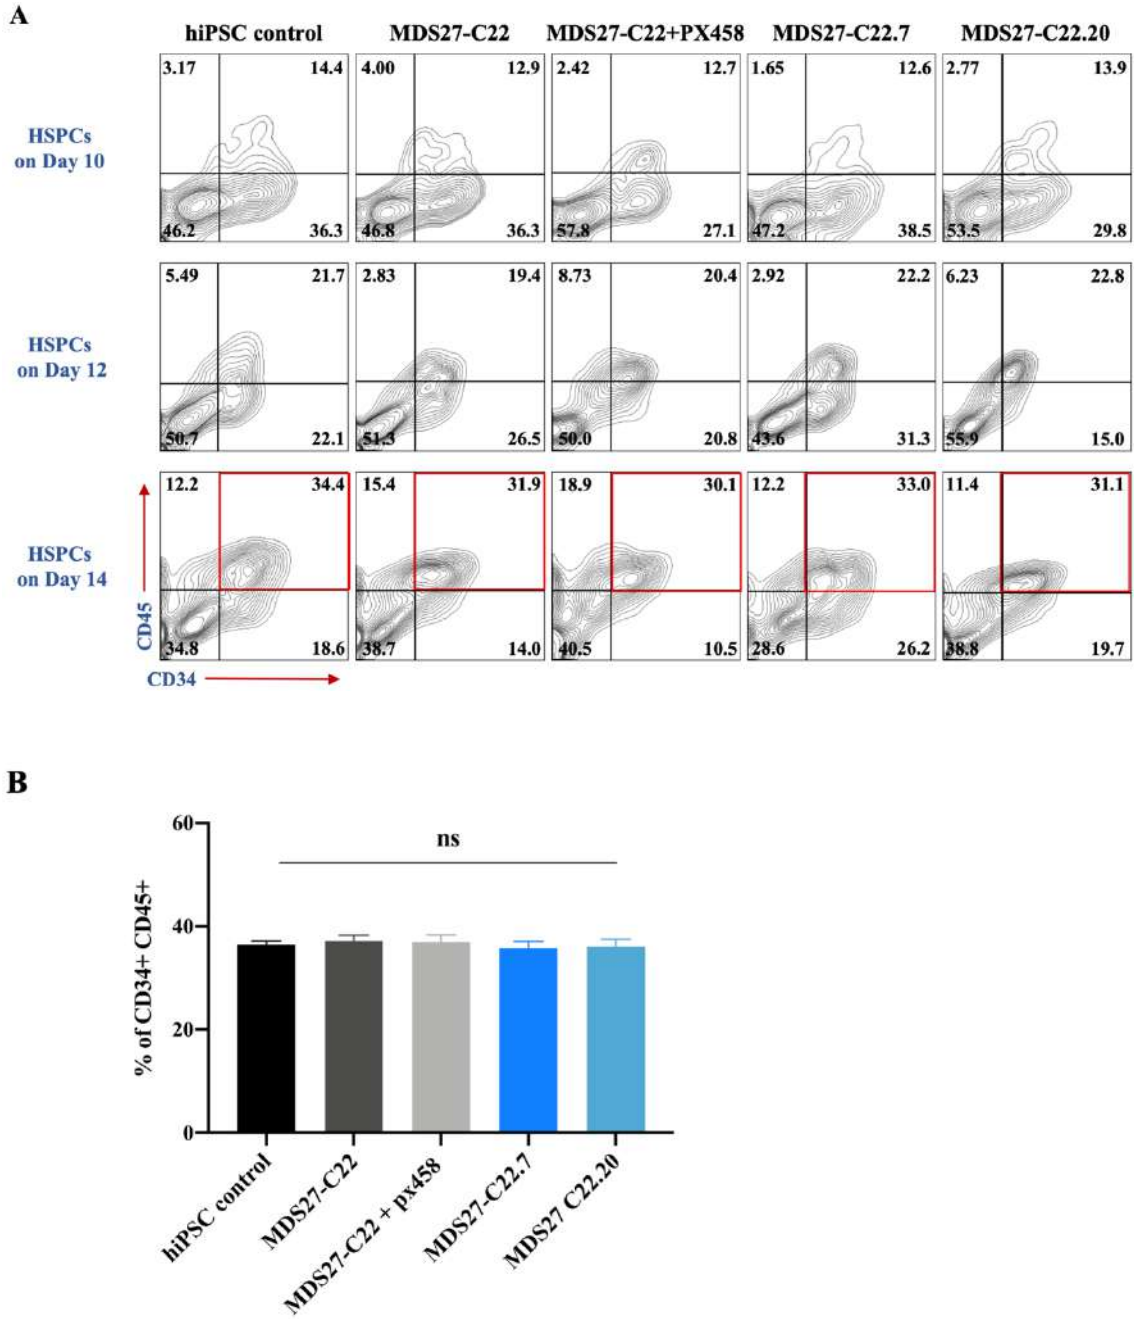 A
hiPSC control MDS27-C22 MDS27-C22+PX458 MDS27-C22.7 MDS27-C22.20
3.17 14.4 4.00 12.9 2.42 12.7 1.65 12.6 2.77 13.9
HSPCs
on Day 10
46.2 36.3 46.8 36.3 57.8 27.1 47.2 38.5 53.5 29.8
5.49 21.7 2.83 19.4 8.73 20.4 2.92 22.2 6.23 22.8
HSPCs
on Day 12
50.7 22.1 51.3 26.5 50.0 20.8 43.6 31.3 55.9 15.0
12.2 34.4 15.4 31.9 18.9 30.1 12.2 33.0 11.4 31.1
HSPCs
on Day 14
CD45
34.8 18.6 38.7 14.0 40.5 10.5 28.6 26.2 38.8 19.7
CD34
B
% of CD34+ CD45+
60
40
20
0
ns
hiPSC control
MDS27-C22
MDS27-C22 + px458
MDS27-C22.7
MDS27 C22.20